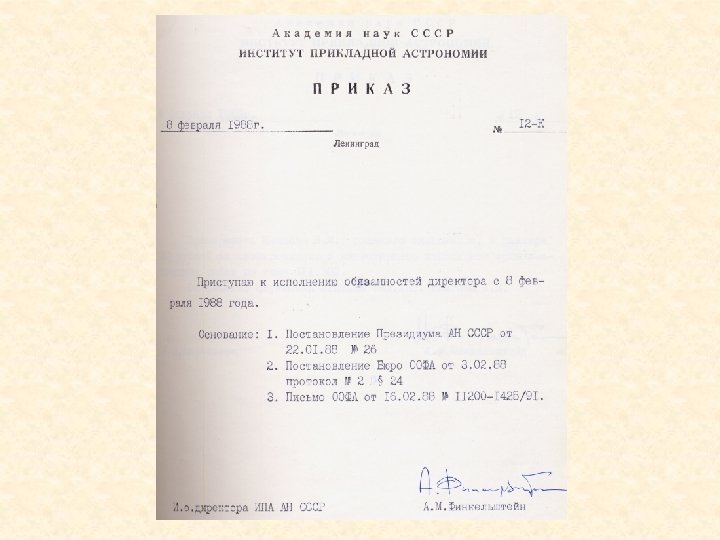 Академия наук СССР
ИНСТИТУТ ПРИКЛАДНОЙ АСТРОНОМИИ
ПРИКАЗ
8 февраля 1988г. № 12-К
Ленинград
Приступаю к исполнению обязанностей директора с 8 фев-
раля 1988 года.
Основание: 1. Постановление Президиума АН СССР от
22.01.88 № 26
2. Постановление Бюро ООФА от 3.02.88
протокол № 2 § 24
3. Письмо ООФА от 16.02.88 № 11200-1426/91.
И.о.директора ИПА АН СССР А.М.Финкельштейн